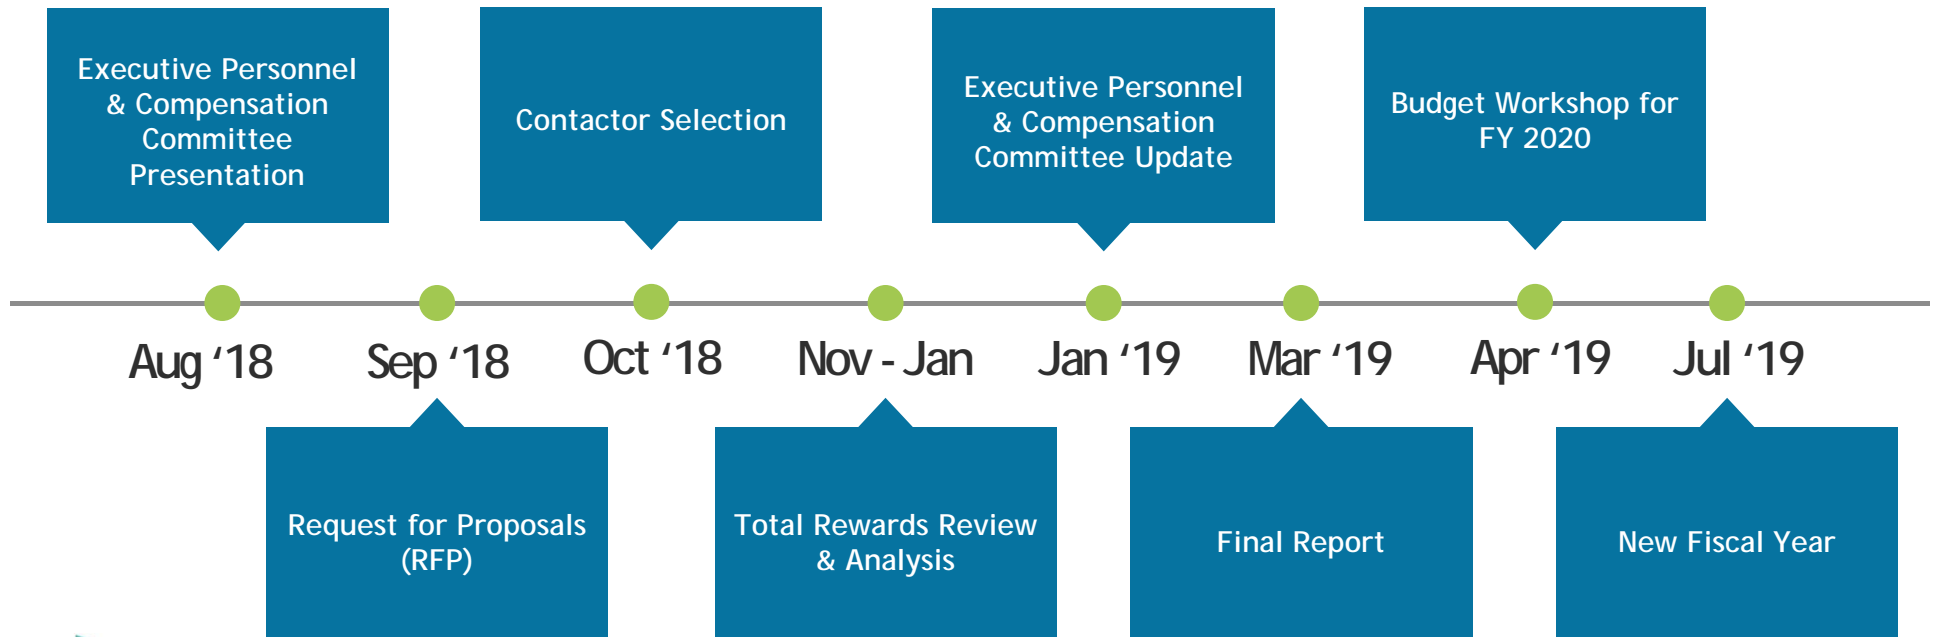 Executive Personnel
& Compensation
Committee
Presentation
Contactor Selection
Executive Personnel
& Compensation
Committee Update
Budget Workshop for
FY 2020
Aug ‘18
Sep ‘18
Oct ‘18
Nov - Jan
Jan ‘19
Mar ‘19
Apr ‘19
Jul ‘19
Request for Proposals
(RFP)
Total Rewards Review
& Analysis
Final Report
New Fiscal Year